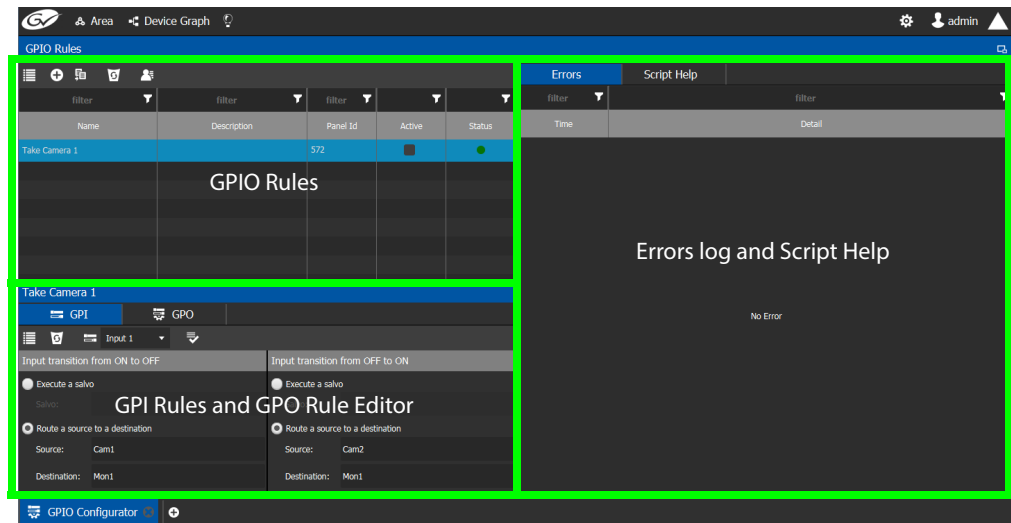 GV Area Device Graph admin
GPIO Rules
filter filter filter
Name Description Panel Id Active Status
Take Camera 1 572
GPIO Rules
Take Camera 1
GPI GPO
Input 1
Input transition from ON to OFF
Execute a salvo
Salvo:
Route a source to a destination
Source: Cam1
Destination: Mon1
Input transition from OFF to ON
Execute a salvo
Route a source to a destination
Source: Cam2
Destination: Mon1
GPI Rules and GPO Rule Editor
Errors Script Help
filter filter
Time Detail
Errors log and Script Help
No Error
GPIO Configurator